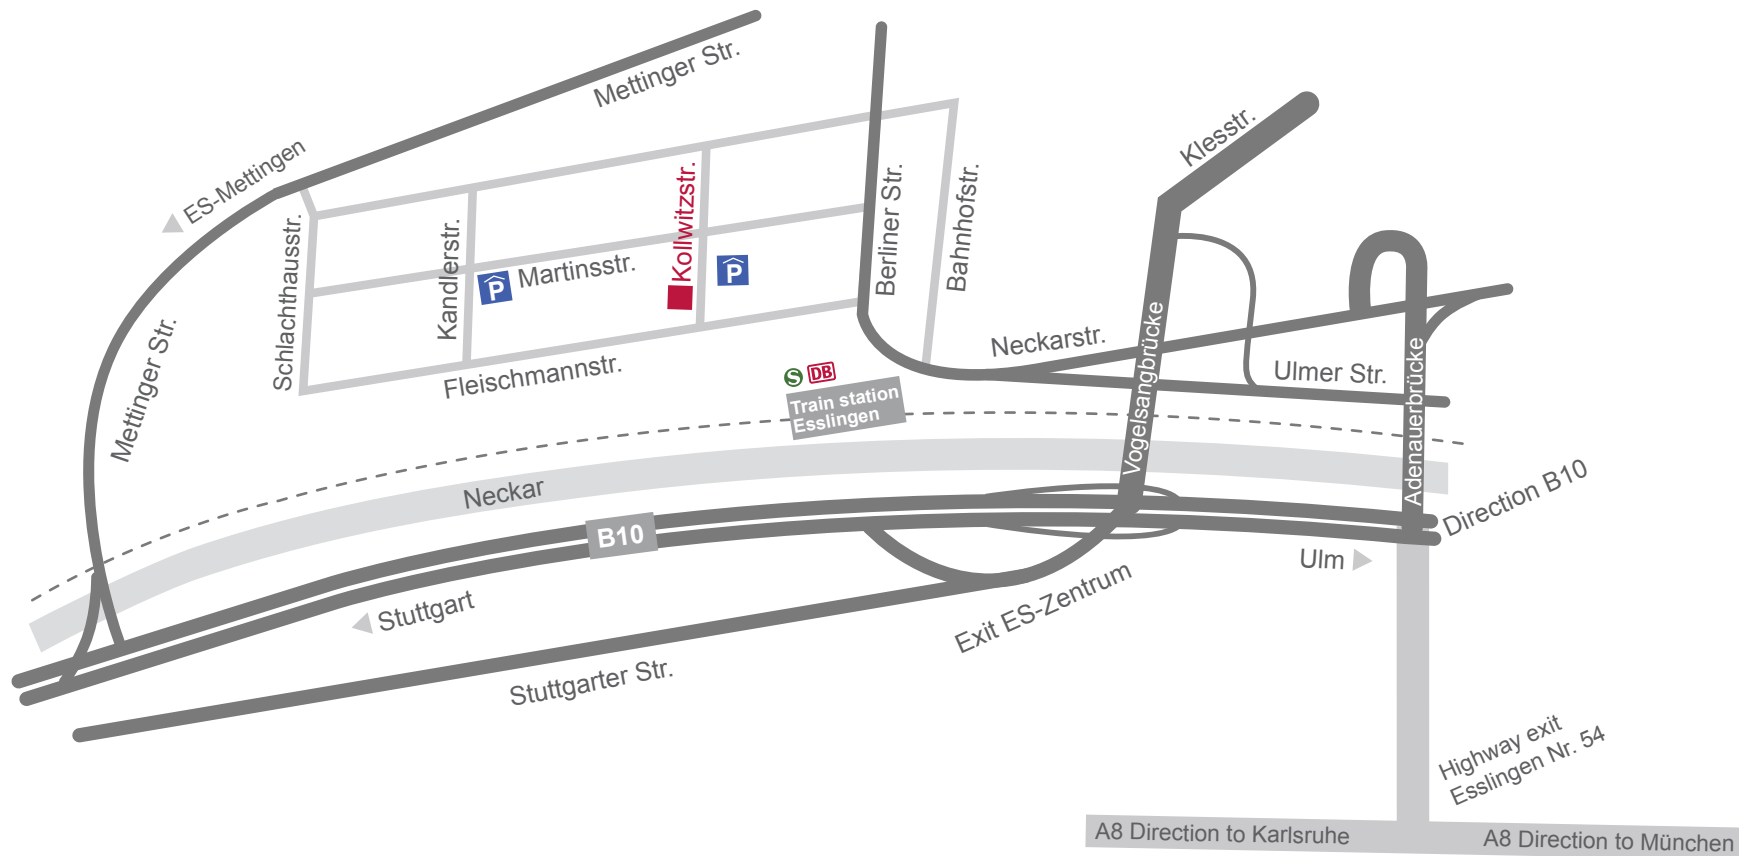 Mettinger Str.
ES-Mettingen
Klesstr.
Kollwitzstr.
Berliner Str.
Bahnhofstr.
Schlachthausstr.
Kandlerstr.
P
Martinsstr.
P
Mettinger Str.
Neckarstr.
Vogelsangbrücke
Ulmer Str.
Adenauerbrücke
Fleischmannstr.
S
DB
Train station
Esslingen
Neckar
B10
Direction B10
Ulm
Stuttgart
Exit ES-Zentrum
Stuttgarter Str.
Highway exit
Esslingen Nr. 54
A8 Direction to Karlsruhe
A8 Direction to München